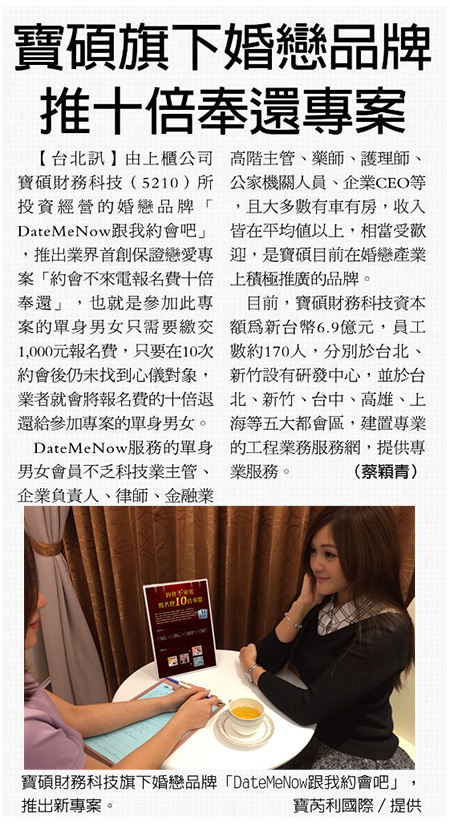 寶碩旗下婚戀品牌
推十倍奉還專案
【台北訊】由上櫃公司
寶碩財務科技（5210）所
投資經營的婚戀品牌「
DateMeNow跟我約會吧」
，推出業界首創保證戀愛專
案「約會不來電報名費十倍
奉還」，也就是參加此專
案的單身男女只需要繳交
1,000元報名費，只要在10次
約會後仍未找到心儀對象，
業者就會將報名費的十倍退
還給參加專案的單身男女。
DateMeNow服務的單身
男女會員不乏科技業主管、
企業負責人、律師、金融業
高階主管、藥師、護理師、
公家機關人員、企業CEO等
，且大多數有車有房，收入
皆在平均值以上，相當受歡
迎，是寶碩目前在婚戀產業
上積極推廣的品牌。
目前，寶碩財務科技資本
額為新台幣6.9億元，員工
數約170人，分別於台北、
新竹設有研發中心，並於台
北、新竹、台中、高雄、上
海等五大都會區，建置專業
的工程業務服務網，提供專
業服務。（蔡穎青）
約會不來電
報名費10倍奉還
寶碩財務科技旗下婚戀品牌「DateMeNow跟我約會吧」，
推出新專案。 寶芮利國際／提供